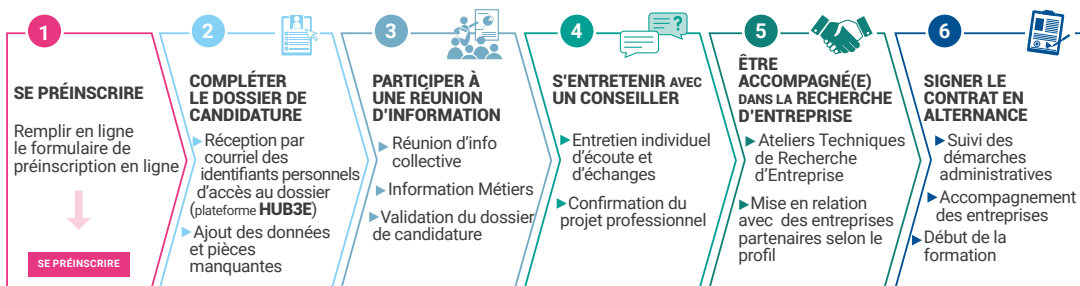 1
SE PRÉINSCRIRE
Remplir en ligne
le formulaire de
préinscription en ligne
SE PRÉINSCRIRE
2
COMPLÉTER
LE DOSSIER DE
CANDIDATURE
Réception par
courriel des
identifiants personnels
d'accès au dossier
(plateforme HUB3E)
Ajout des données
et pièces
manquantes
3
PARTICIPER À
UNE RÉUNION
D'INFORMATION
Réunion d'info
collective
Information Métiers
Validation du dossier
de candidature
?
4
S'ENTRETENIR AVEC
UN CONSEILLER
Entretien individuel
d'écoute et
d'échanges
Confirmation du
projet professionnel
5
ÊTRE
ACCOMPAGNÉ(E)
DANS LA RECHERCHE
D'ENTREPRISE
Ateliers Techniques
de Recherche
d'Entreprise
Mise en relation
avec des entreprises
partenaires selon le
profil
6
SIGNER LE
CONTRAT EN
ALTERNANCE
Suivi des
démarches
administratives
Accompagnement
des entreprises
Début de la
formation